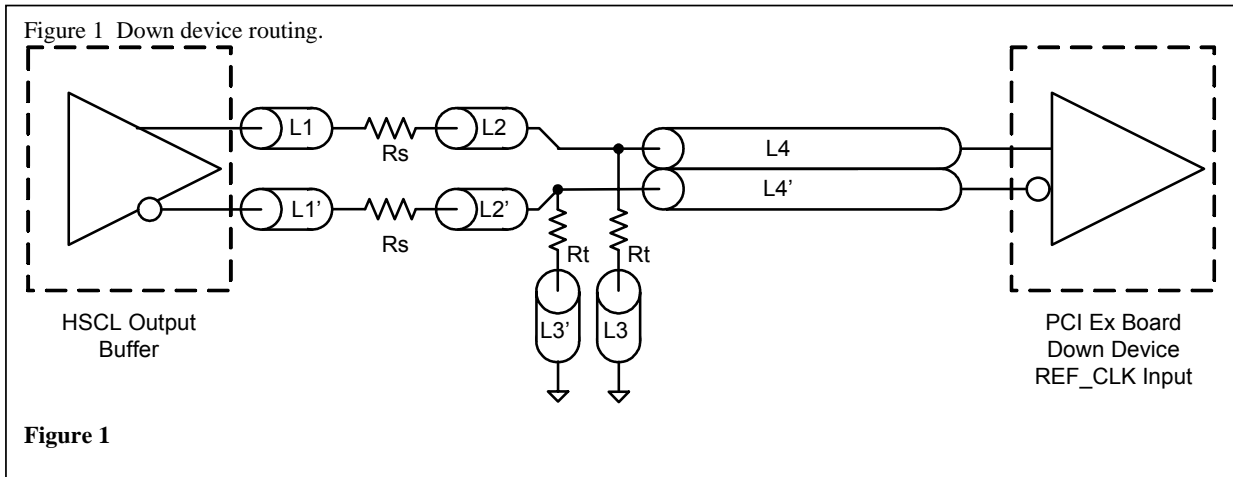 Figure 1 Down device routing.
L1
Rs
L2
L4
L1'
Rs
L2'
L4'
Rt
Rt
L3'
L3
HSCL Output
Buffer
PCI Ex Board
Down Device
REF_CLK Input
Figure 1